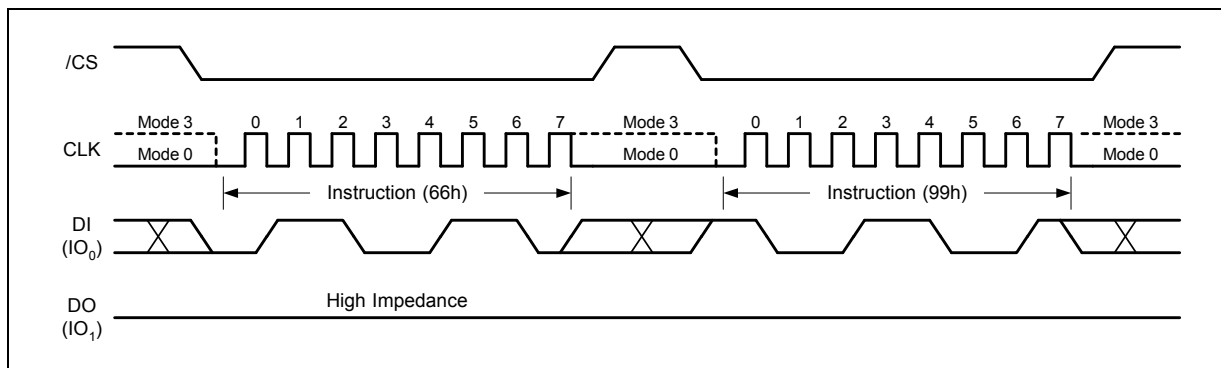 /CS
0 1 2 3 4 5 6 7 0 1 2 3 4 5 6 7
Mode 3 Mode 3 Mode 3
CLK
Mode 0 Mode 0 Mode 0
Instruction (66h) Instruction (99h)
DI
(IO₀)
High Impedance
DO
(IO₁)